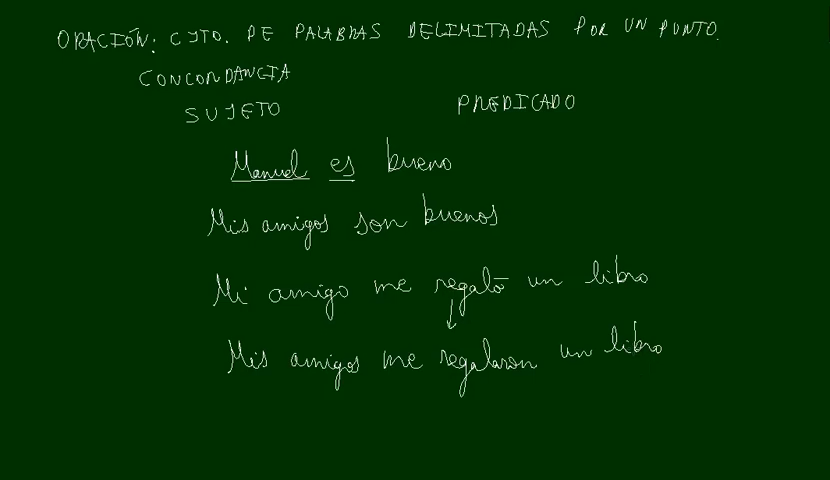 ORACIÓN: CJTO. DE PALABRAS DELIMITADAS POR UN PUNTO.
CONCORDANCIA
SUJETO PREDICADO
Manuel es bueno
Mis amigos son buenos
Mi amigo me regaló un libro
Mis amigos me regalaron un libro